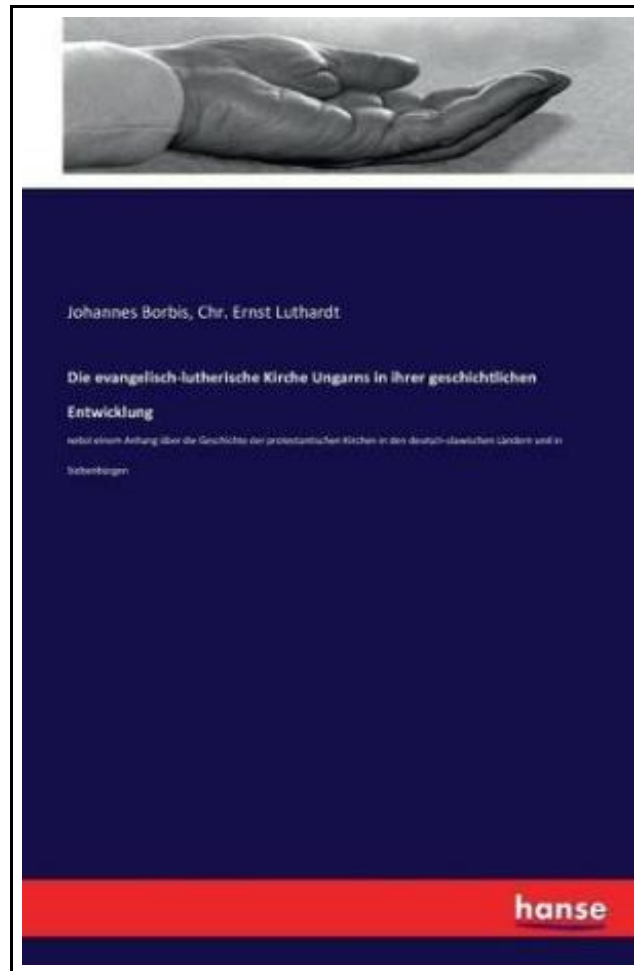 Johannes Borbis, Chr. Ernst Luthardt
Die evangelisch-lutherische Kirche Ungarns in ihrer geschichtlichen
Entwicklung
nebst einem Anhang über die Geschichte der protestantischen Kirchen in den deutsch-slawischen Ländern und in
Siebenbürgen
hanse